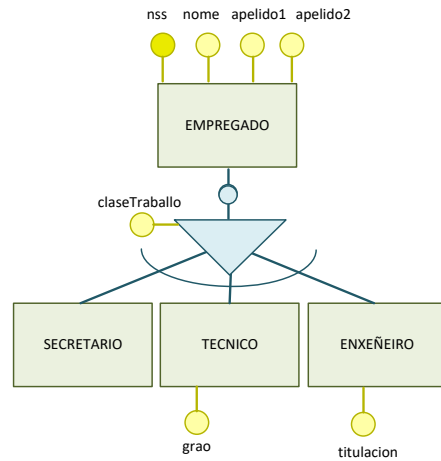 nss nome apelido1 apelido2
EMPREGADO
claseTraballo
SECRETARIO TECNICO ENXEÑEIRO
grao titulacion